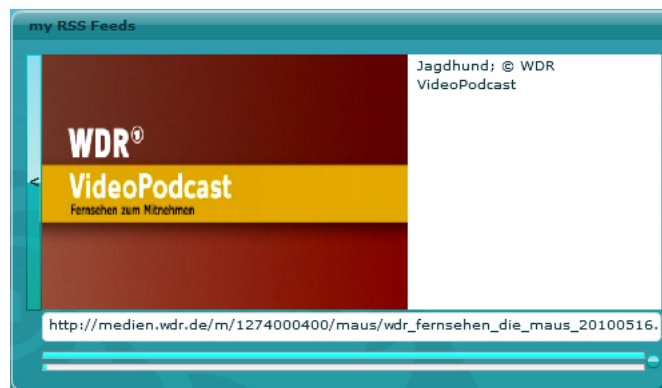 my RSS Feeds
Jagdhund; © WDR
VideoPodcast
WDR®
VideoPodcast
Fernsehen zum Mitnehmen
<
http://medien.wdr.de/m/1274000400/maus/wdr_fernsehen_die_maus_20100516.